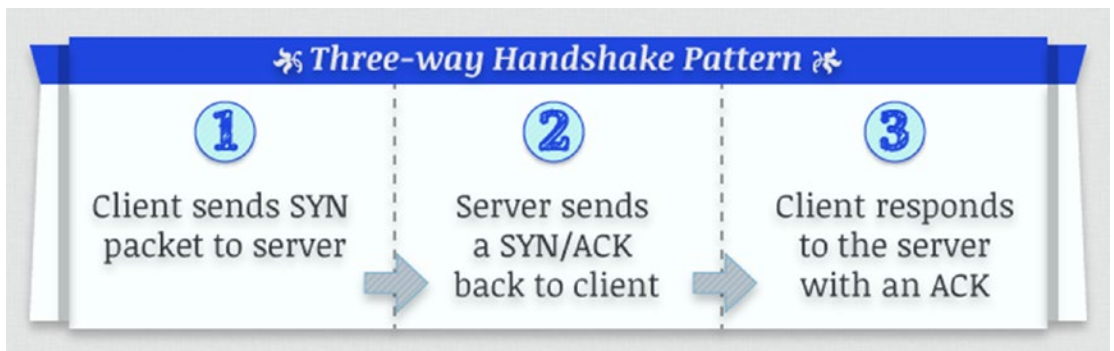 Three-way Handshake Pattern
1
Client sends SYN
packet to server
2
Server sends
a SYN/ACK
back to client
3
Client responds
to the server
with an ACK